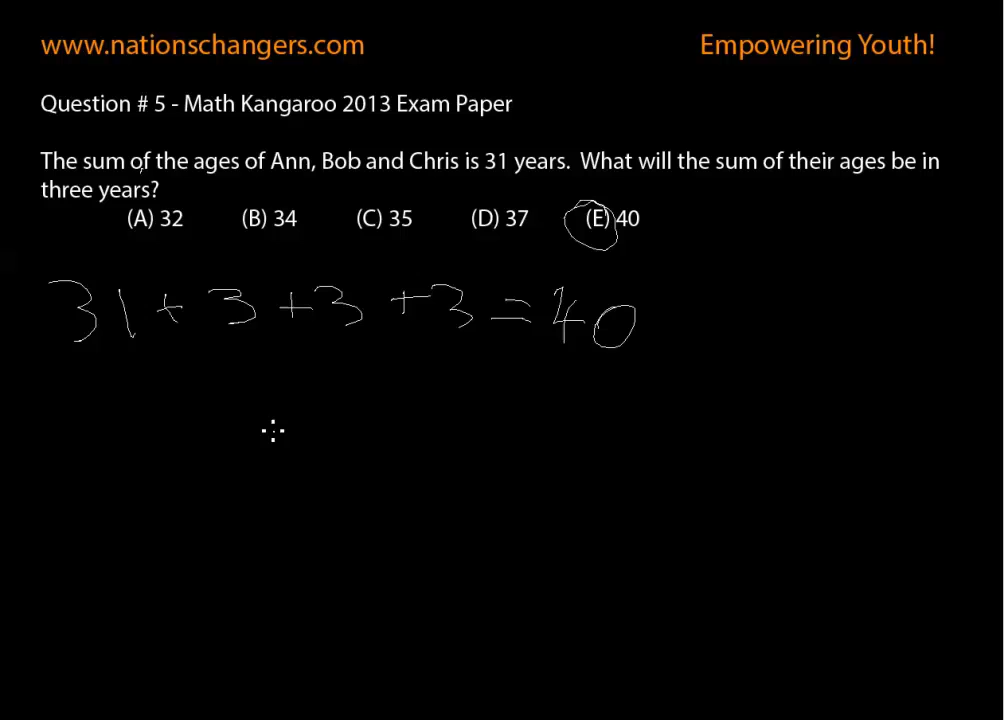 www.nationschangers.com Empowering Youth!
Question # 5 - Math Kangaroo 2013 Exam Paper
The sum of the ages of Ann, Bob and Chris is 31 years. What will the sum of their ages be in
three years?
(A) 32 (B) 34 (C) 35 (D) 37 (E) 40
31 + 3 + 3 + 3 = 40